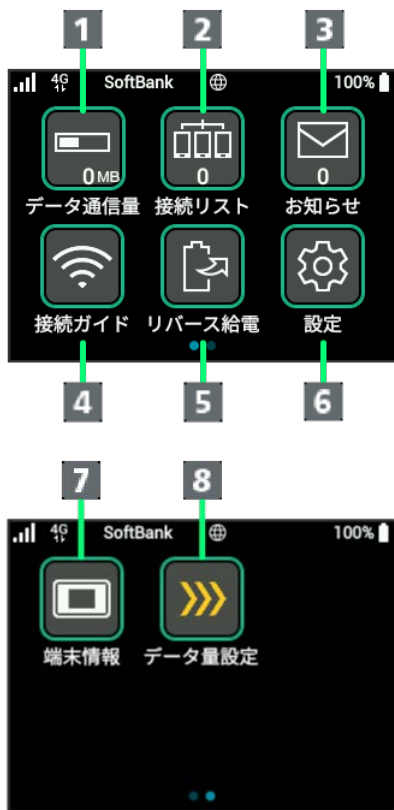 1 2 3
4G SoftBank 100%
0MB 0 0
データ通信量 接続リスト お知らせ
接続ガイド リバース給電 設定
4 5 6
7 8
4G SoftBank 100%
端末情報 データ量設定